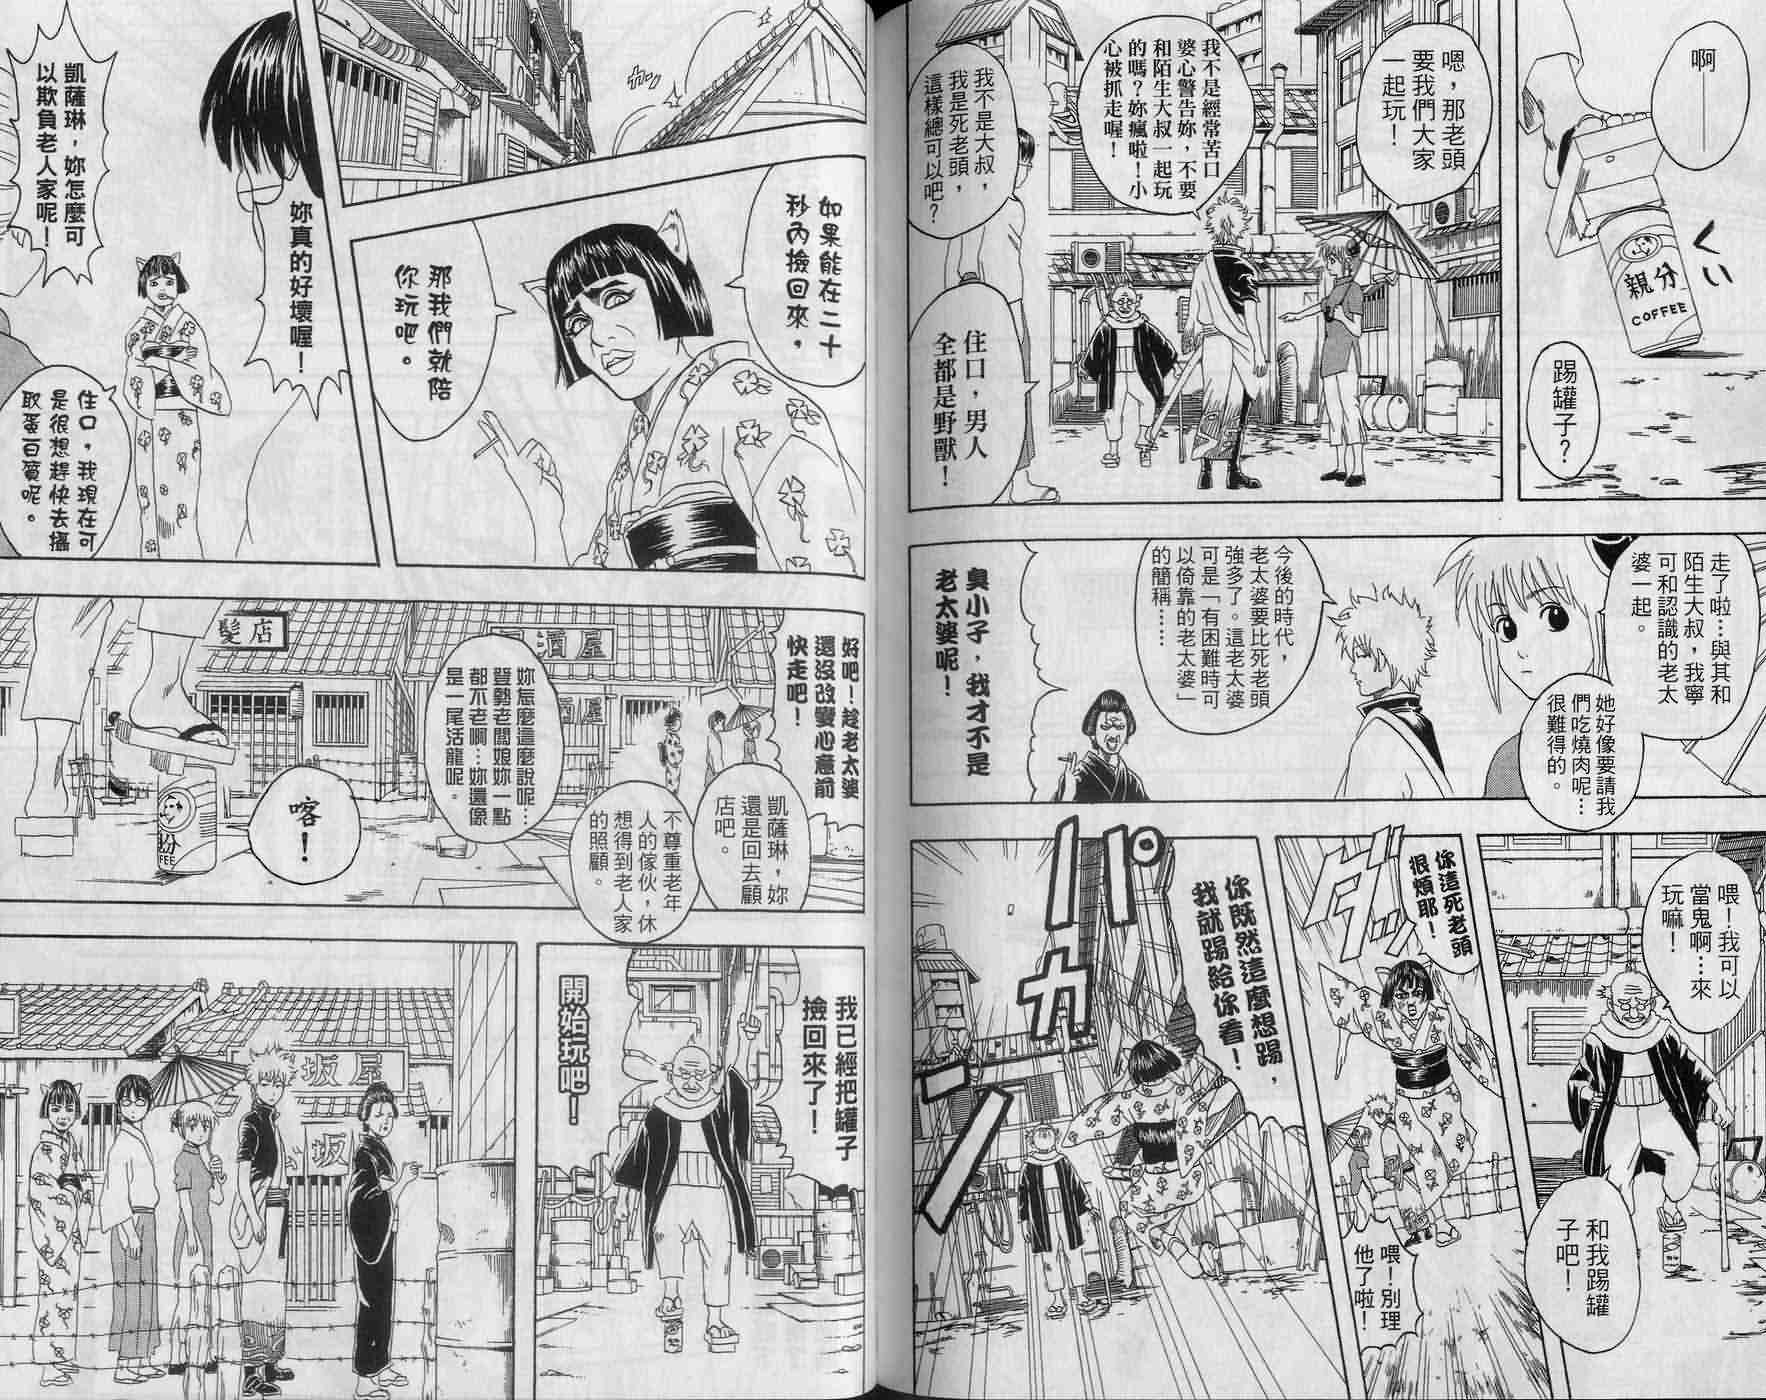 啊——
親分
COFFEE
くい
踢罐子?
嗯,那老頭
要我們大家
一起玩!
我不是經常苦口
婆心警告妳,不要
和陌生大叔一起玩
的嗎?妳瘋啦!小
心被抓走喔!
我不是大叔,
我是死老頭,
這樣總可以吧?
住口,男人
全都是野獸!
走了啦…與其和
陌生大叔,我寧
可和認識的老太
婆一起。
她好像要請我
們吃燒肉呢…
很難得的。
今後的時代,
老太婆要比死老頭
強多了。這老太婆
可是「有困難時可
以倚靠的老太婆」
的簡稱……
臭小子,我才不是
老太婆呢!
喂!我可以
當鬼啊…來
玩嘛!
和我踢罐
子吧!
你這死老頭
很煩耶!
ダッ
喂!別理
他了啦!
你既然這麼想踢,
我就踢給你看!
パカーン
カッ
如果能在二十
秒內撿回來,
那我們就陪
你玩吧。
妳真的好壞喔!
凱薩琳,妳怎麼可
以欺負老人家呢!
住口,我現在可
是很想趕快去攝
取蛋白質呢。
好吧!趁老太婆
還沒改變心意前
快走吧!
凱薩琳,妳
還是回去顧
店吧。
不尊重老年
人的傢伙,休
想得到老人家
的照顧。
妳怎麼這麼說呢…
登勢老闆娘妳一點
都不老啊…妳還像
是一尾活龍呢。
酒屋
酒屋
髮店
喀!
分
FEE
我已經把罐子
撿回來了!
開始玩吧!
坂屋
坂